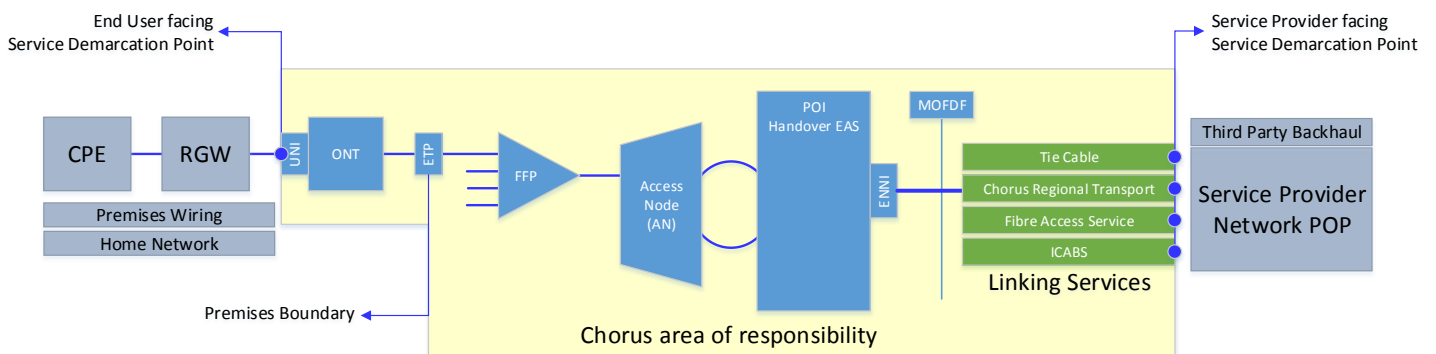 End User facing
Service Demarcation Point
Service Provider facing
Service Demarcation Point
CPE
RGW
UNI
ONT
ETP
FFP
Access
Node
(AN)
POI
Handover EAS
ENNI
MOFDF
Tie Cable
Chorus Regional Transport
Fibre Access Service
ICABS
Linking Services
Third Party Backhaul
Service Provider
Network POP
Premises Wiring
Home Network
Premises Boundary
Chorus area of responsibility